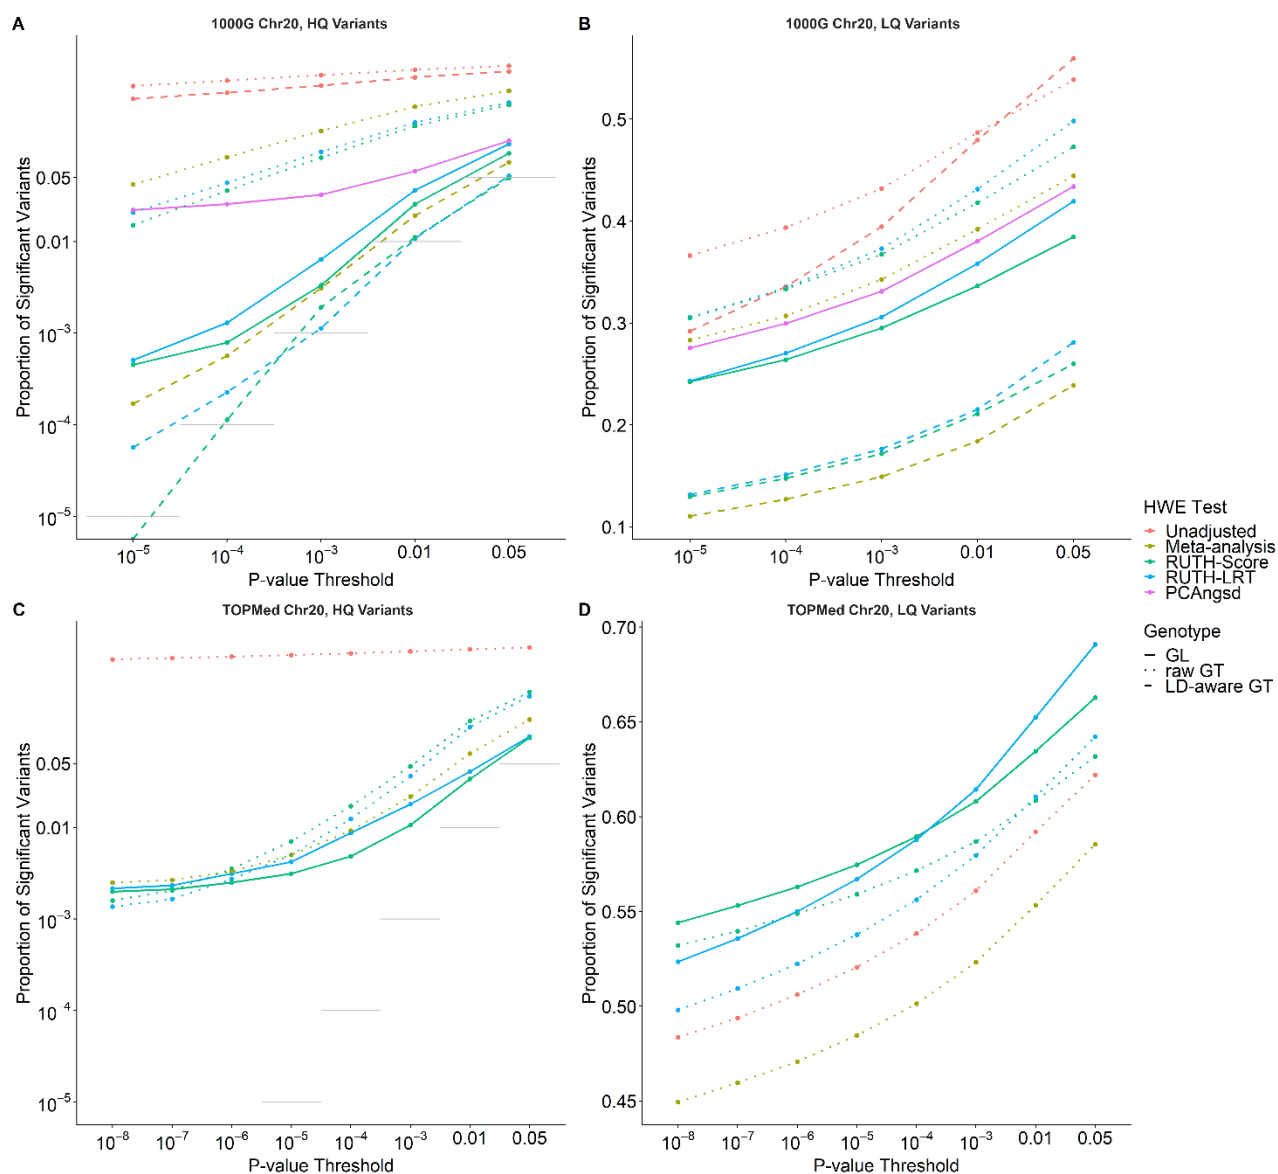 A
1000G Chr20, HQ Variants
Proportion of Significant Variants
0.05
0.01
10⁻³
10⁻⁴
10⁻⁵
10⁻⁵ 10⁻⁴ 10⁻³ 0.01 0.05
P-value Threshold
B
1000G Chr20, LQ Variants
Proportion of Significant Variants
0.5
0.4
0.3
0.2
0.1
10⁻⁵ 10⁻⁴ 10⁻³ 0.01 0.05
P-value Threshold
HWE Test
Unadjusted
Meta-analysis
RUTH-Score
RUTH-LRT
PCAngsd
Genotype
GL
raw GT
LD-aware GT
C
TOPMed Chr20, HQ Variants
Proportion of Significant Variants
0.05
0.01
10⁻³
10⁻⁴
10⁻⁵
10⁻⁸ 10⁻⁷ 10⁻⁶ 10⁻⁵ 10⁻⁴ 10⁻³ 0.01 0.05
P-value Threshold
D
TOPMed Chr20, LQ Variants
Proportion of Significant Variants
0.70
0.65
0.60
0.55
0.50
0.45
10⁻⁸ 10⁻⁷ 10⁻⁶ 10⁻⁵ 10⁻⁴ 10⁻³ 0.01 0.05
P-value Threshold